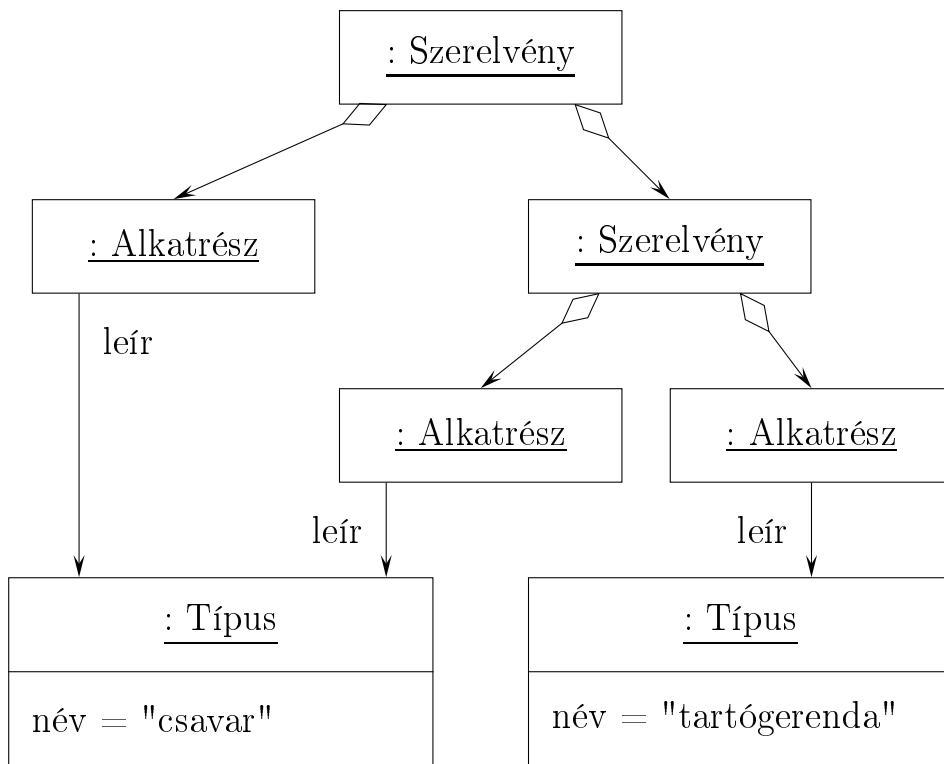 : Szerelvény
: Alkatrész
: Szerelvény
leír
: Alkatrész
: Alkatrész
leír
leír
: Típus
: Típus
név = "csavar"
név = "tartógerenda"